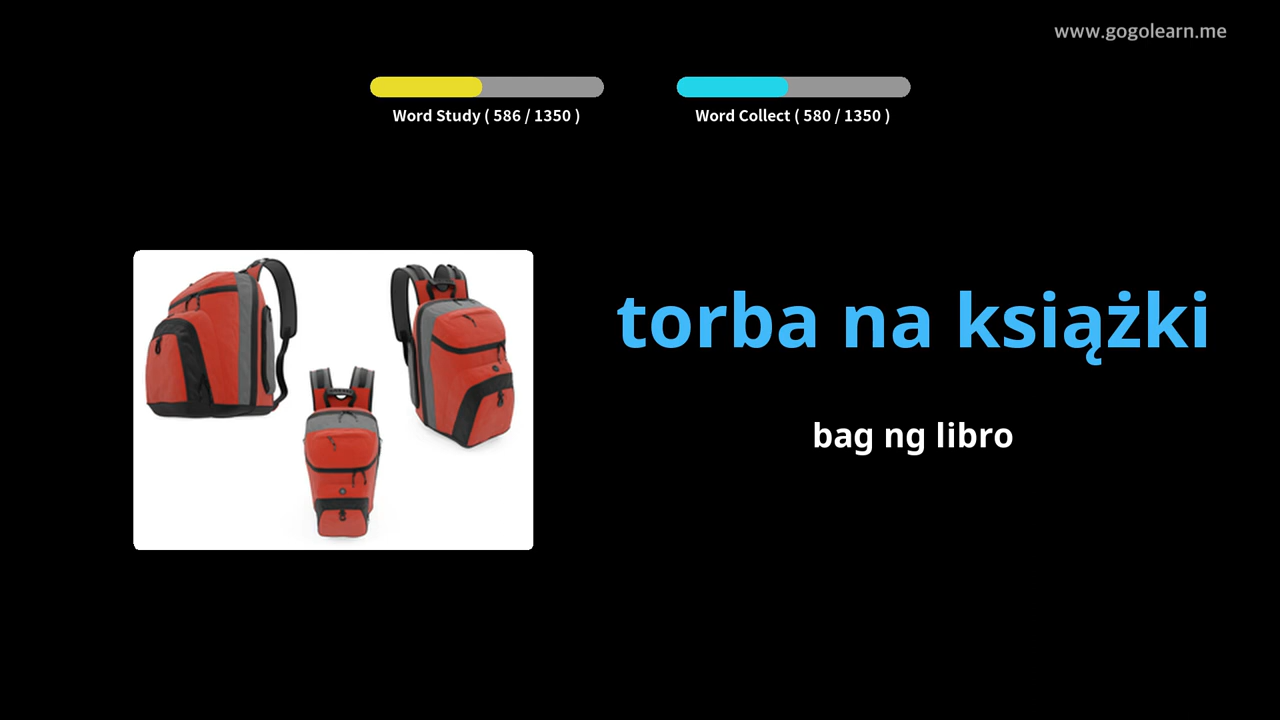 www.gogolearn.me
Word Study ( 586 / 1350 )
Word Collect ( 580 / 1350 )
torba na książki
bag ng libro